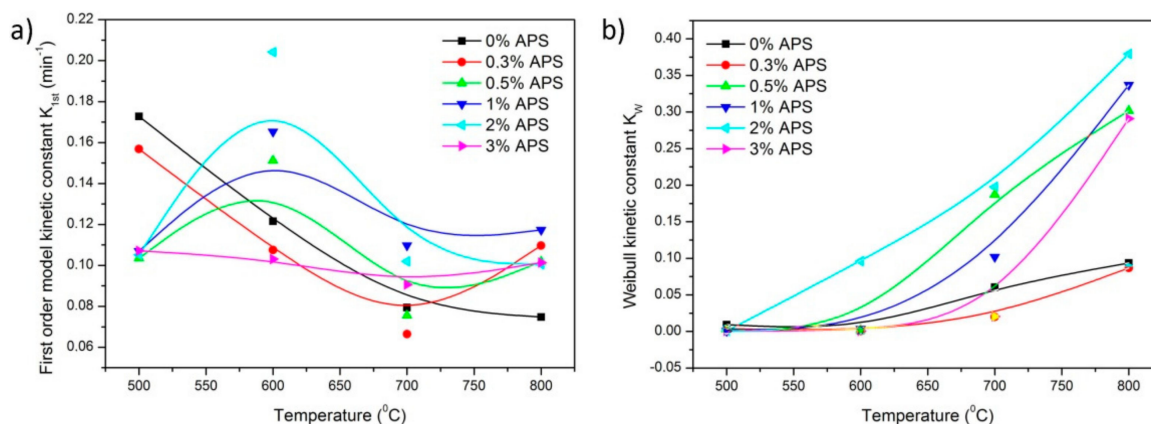 a)
First order model kinetic constant K1st (min⁻¹)
0.22
0.20
0.18
0.16
0.14
0.12
0.10
0.08
0.06
0% APS
0.3% APS
0.5% APS
1% APS
2% APS
3% APS
500 550 600 650 700 750 800
Temperature (⁰C)
b)
Weibull kinetic constant KW
0.40
0.35
0.30
0.25
0.20
0.15
0.10
0.05
0.00
-0.05
0% APS
0.3% APS
0.5% APS
1% APS
2% APS
3% APS
500 550 600 650 700 750 800
Temperature (⁰C)